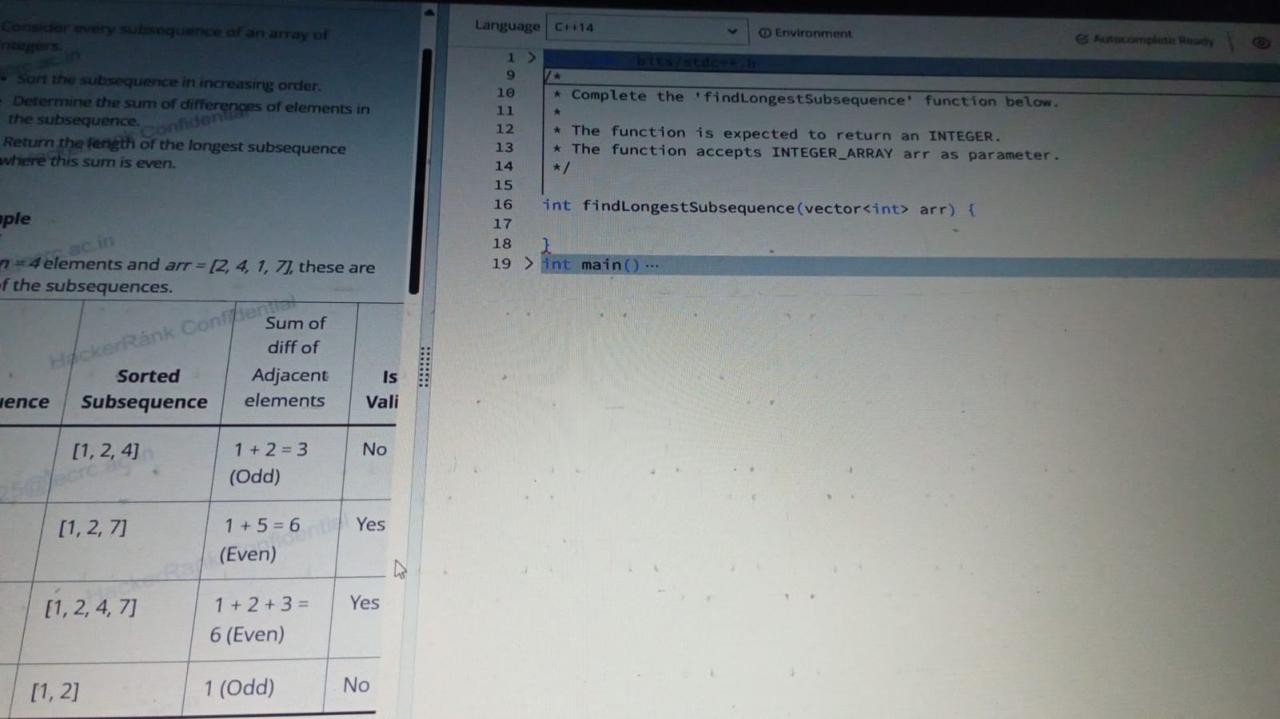 Consider every subsequence of an array of
ntegers.
Sort the subsequence in increasing order.
Determine the sum of differences of elements in
the subsequence.
Return the length of the longest subsequence
where this sum is even.
ple
n = 4 elements and arr = [2, 4, 1, 7], these are
f the subsequences.
uence
Sorted
Subsequence
Sum of
diff of
Adjacent
elements
Is
Vali
[1, 2, 4]
1 + 2 = 3
(Odd)
No
[1, 2, 7]
1 + 5 = 6
(Even)
Yes
[1, 2, 4, 7]
1 + 2 + 3 =
6 (Even)
Yes
[1, 2]
1 (Odd)
No
HackerRank Confidential
Language C++14
Environment
Autocomplete Ready
1 > bits/stdc++.h
9 /*
10 * Complete the 'findLongestSubsequence' function below.
11 *
12 * The function is expected to return an INTEGER.
13 * The function accepts INTEGER_ARRAY arr as parameter.
14 */
15
16 int findLongestSubsequence(vector<int> arr) {
17
18 }
19 > int main() ...